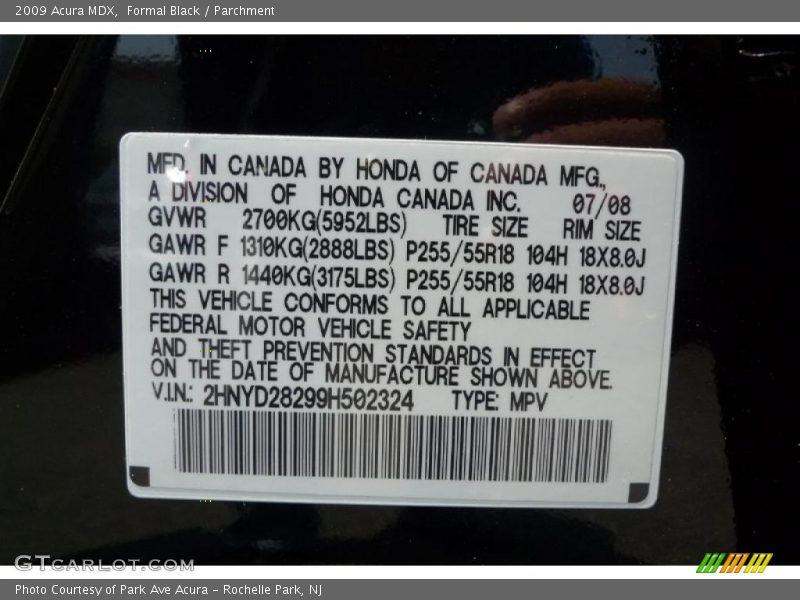 2009 Acura MDX, Formal Black / Parchment
MFD. IN CANADA BY HONDA OF CANADA MFG.,
A DIVISION OF HONDA CANADA INC. 07/08
GVWR 2700KG(5952LBS) TIRE SIZE RIM SIZE
GAWR F 1310KG(2888LBS) P255/55R18 104H 18X8.0J
GAWR R 1440KG(3175LBS) P255/55R18 104H 18X8.0J
THIS VEHICLE CONFORMS TO ALL APPLICABLE
FEDERAL MOTOR VEHICLE SAFETY
AND THEFT PREVENTION STANDARDS IN EFFECT
ON THE DATE OF MANUFACTURE SHOWN ABOVE.
V.I.N.: 2HNYD28299H502324 TYPE: MPV
GTCARLOT.COM
Photo Courtesy of Park Ave Acura - Rochelle Park, NJ